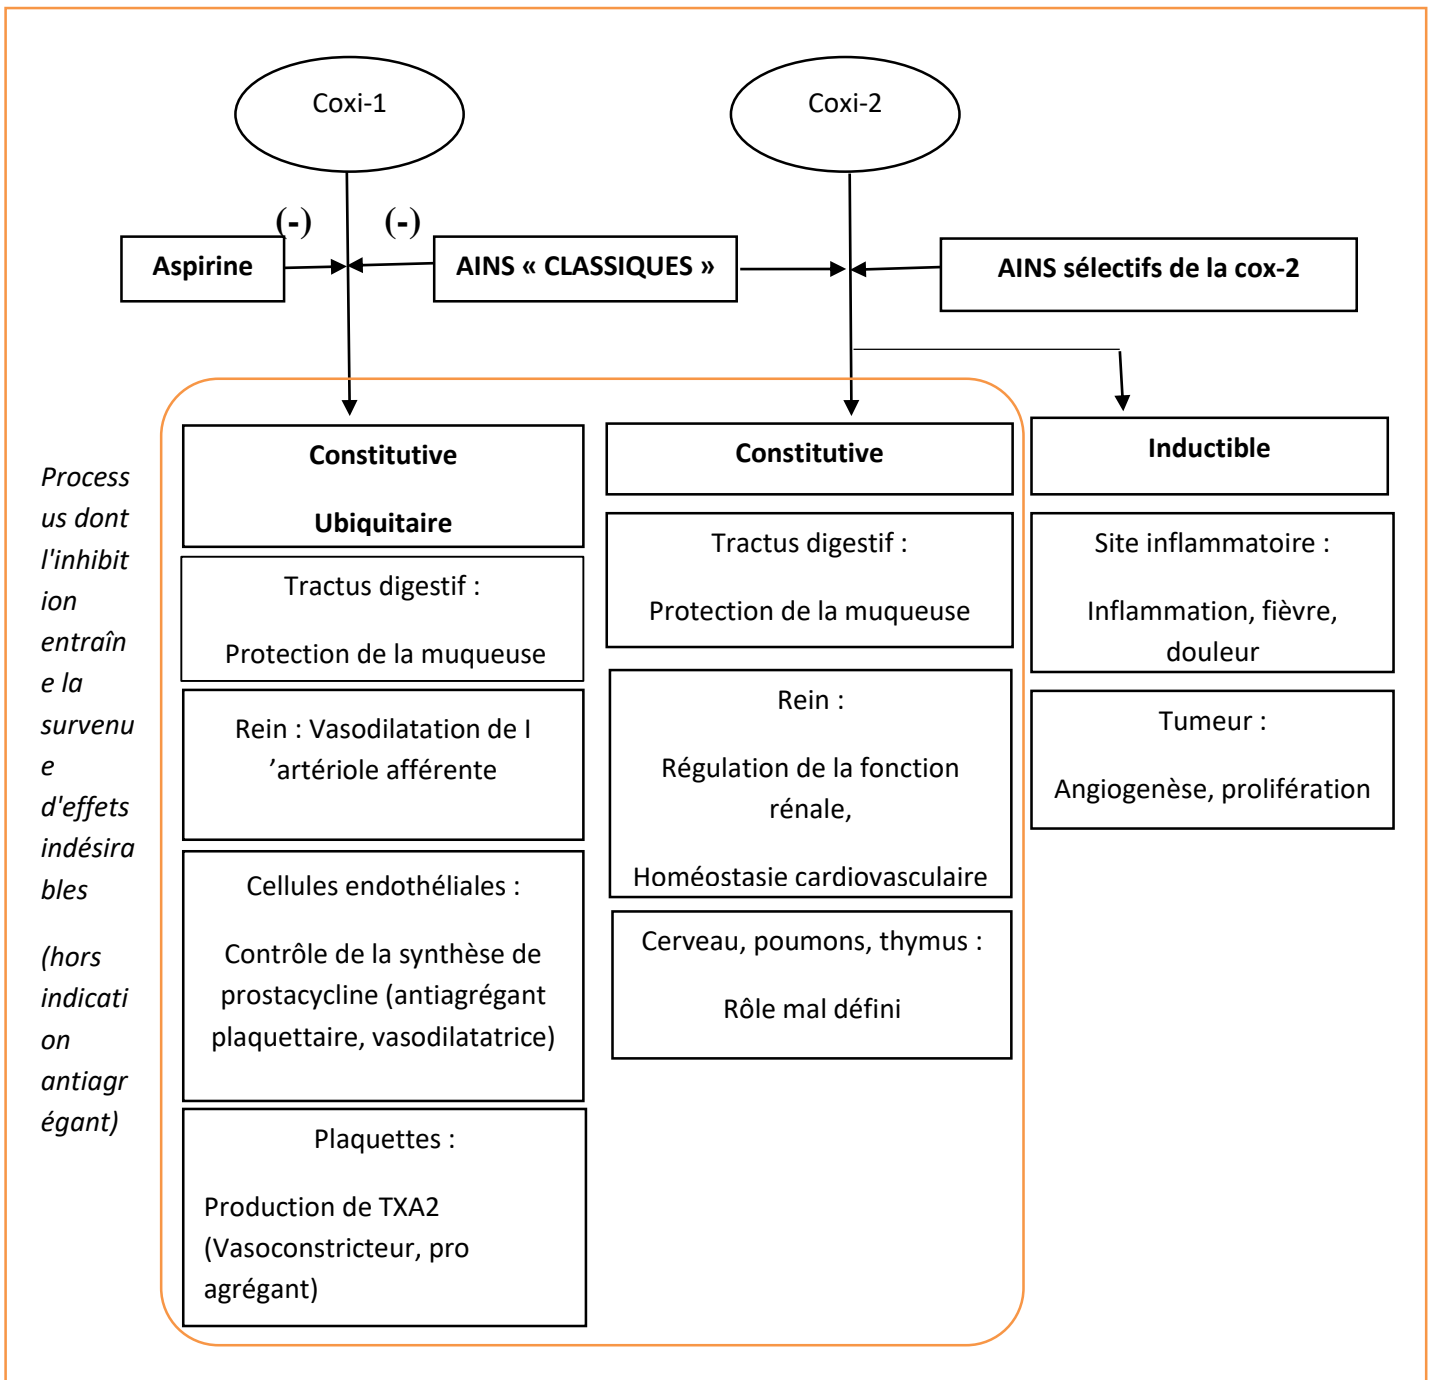 Coxi-1
Coxi-2
(-)
(-)
Aspirine
AINS « CLASSIQUES »
AINS sélectifs de la cox-2
Process
us dont
l'inhibit
ion
entraîn
e la
survenu
e
d'effets
indésira
bles
(hors
indicati
on
antiagr
égant)
Constitutive
Ubiquitaire
Tractus digestif :
Protection de la muqueuse
Rein : Vasodilatation de I
’artériole afférente
Cellules endothéliales :
Contrôle de la synthèse de
prostacycline (antiagrégant
plaquettaire, vasodilatatrice)
Plaquettes :
Production de TXA2
(Vasoconstricteur, pro
agrégant)
Constitutive
Tractus digestif :
Protection de la muqueuse
Rein :
Régulation de la fonction
rénale,
Homéostasie cardiovasculaire
Cerveau, poumons, thymus :
Rôle mal défini
Inductible
Site inflammatoire :
Inflammation, fièvre,
douleur
Tumeur :
Angiogenèse, prolifération